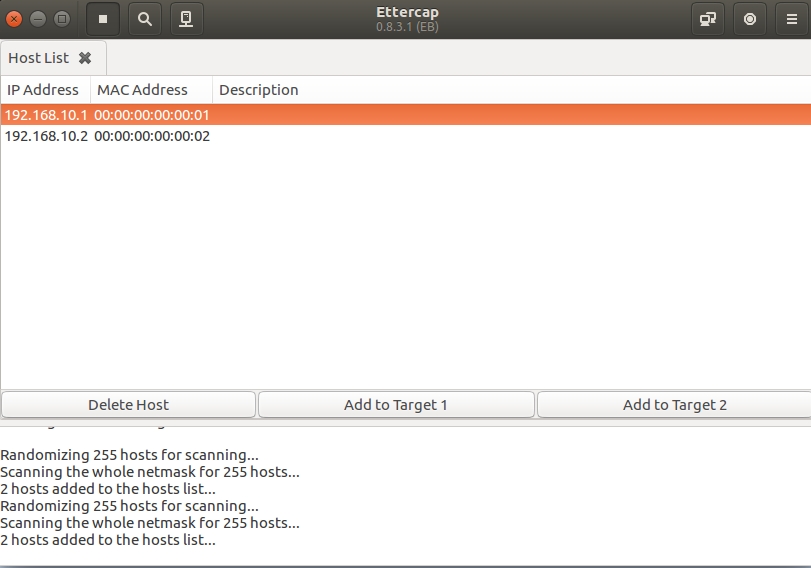 Ettercap
0.8.3.1 (EB)
Host List
IP Address MAC Address Description
192.168.10.1 00:00:00:00:00:01
192.168.10.2 00:00:00:00:00:02
Delete Host Add to Target 1 Add to Target 2
Randomizing 255 hosts for scanning...
Scanning the whole netmask for 255 hosts...
2 hosts added to the hosts list...
Randomizing 255 hosts for scanning...
Scanning the whole netmask for 255 hosts...
2 hosts added to the hosts list...